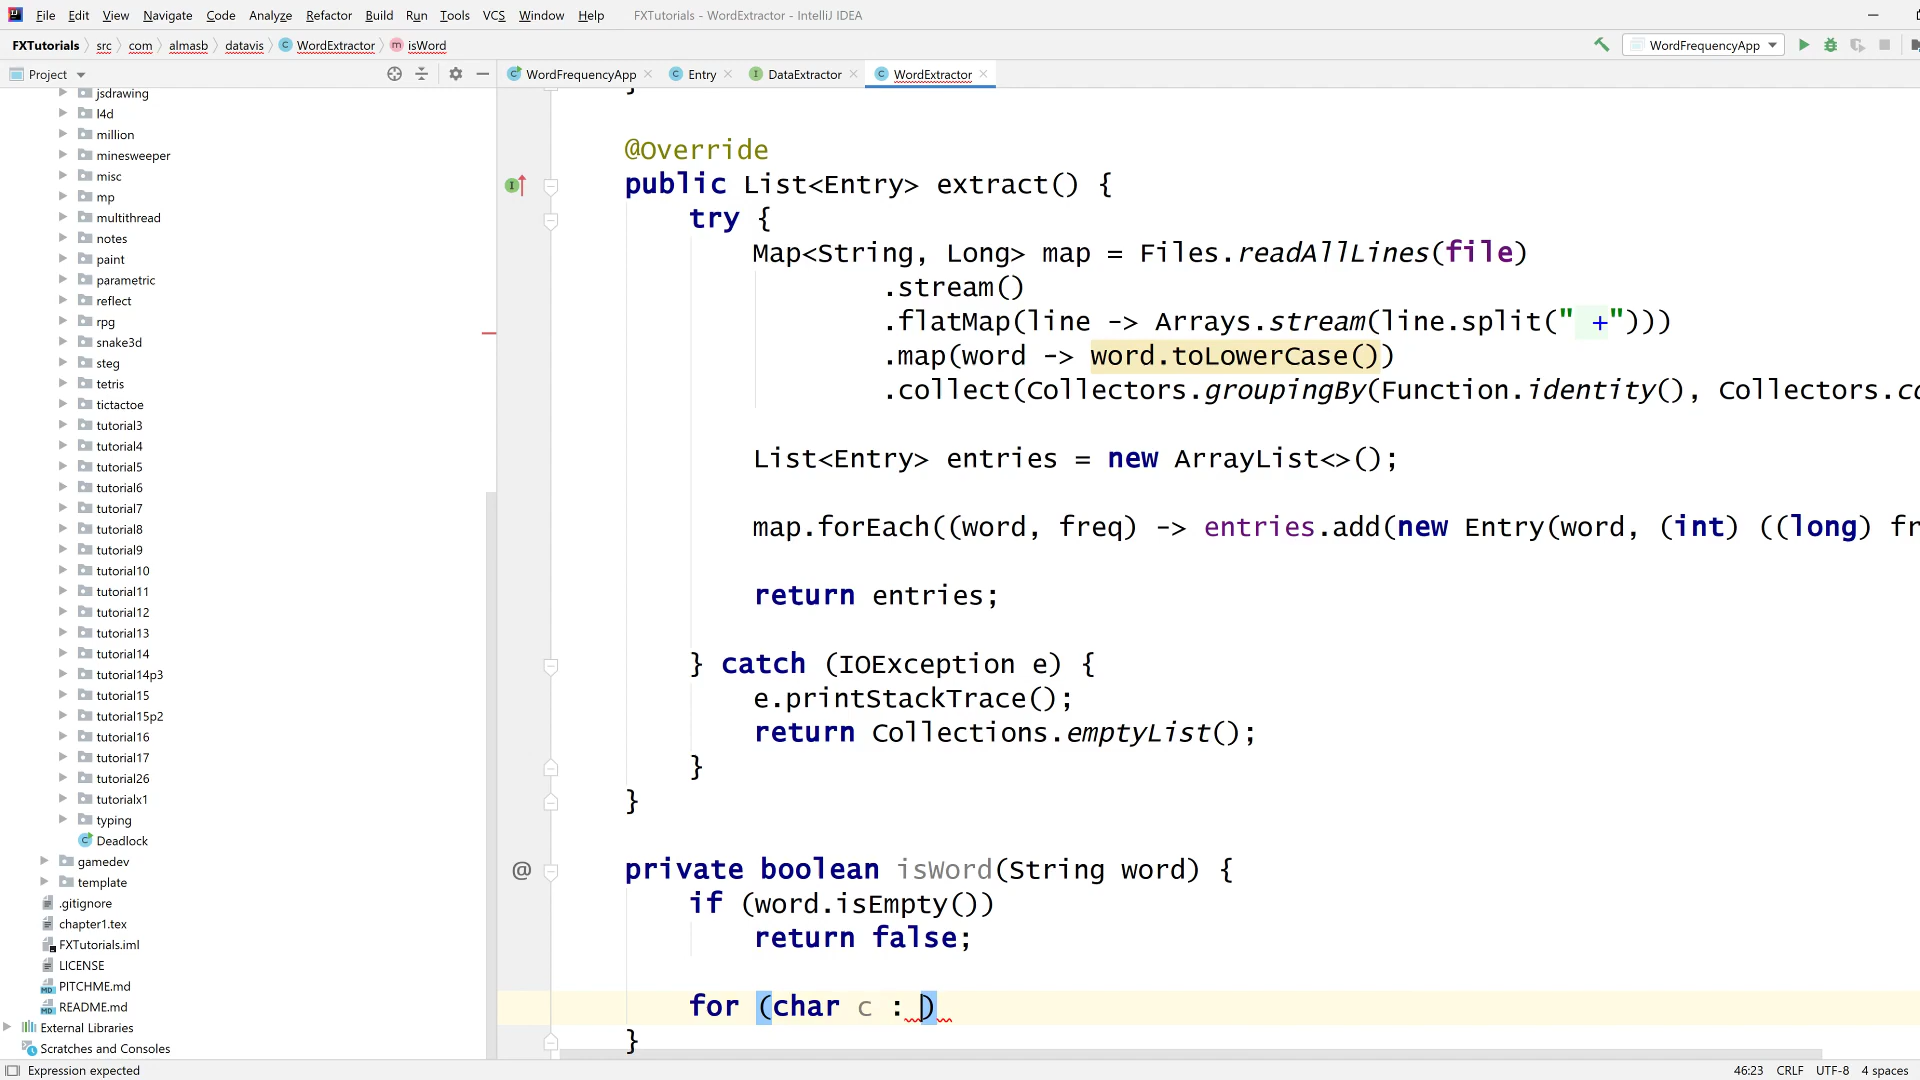 File Edit View Navigate Code Analyze Refactor Build Run Tools VCS Window Help FXTutorials - WordExtractor - IntelliJ IDEA
FXTutorials src com almasb datavis WordExtractor isWord WordFrequencyApp
Project WordFrequencyApp Entry DataExtractor WordExtractor
jsdrawing
l4d
million
minesweeper
misc
mp
multithread
notes
paint
parametric
reflect
rpg
snake3d
steg
tetris
tictactoe
tutorial3
tutorial4
tutorial5
tutorial6
tutorial7
tutorial8
tutorial9
tutorial10
tutorial11
tutorial12
tutorial13
tutorial14
tutorial14p3
tutorial15
tutorial15p2
tutorial16
tutorial17
tutorial26
tutorialx1
typing
Deadlock
gamedev
template
.gitignore
chapter1.tex
FXTutorials.iml
LICENSE
PITCHME.md
README.md
External Libraries
Scratches and Consoles
}
@Override
public List<Entry> extract() {
try {
Map<String, Long> map = Files.readAllLines(file)
.stream()
.flatMap(line -> Arrays.stream(line.split(" +")))
.map(word -> word.toLowerCase())
.collect(Collectors.groupingBy(Function.identity(), Collectors.co
List<Entry> entries = new ArrayList<>();
map.forEach((word, freq) -> entries.add(new Entry(word, (int) ((long) fr
return entries;
} catch (IOException e) {
e.printStackTrace();
return Collections.emptyList();
}
}
private boolean isWord(String word) {
if (word.isEmpty())
return false;
for (char c : )
}
Expression expected 46:23 CRLF UTF-8 4 spaces